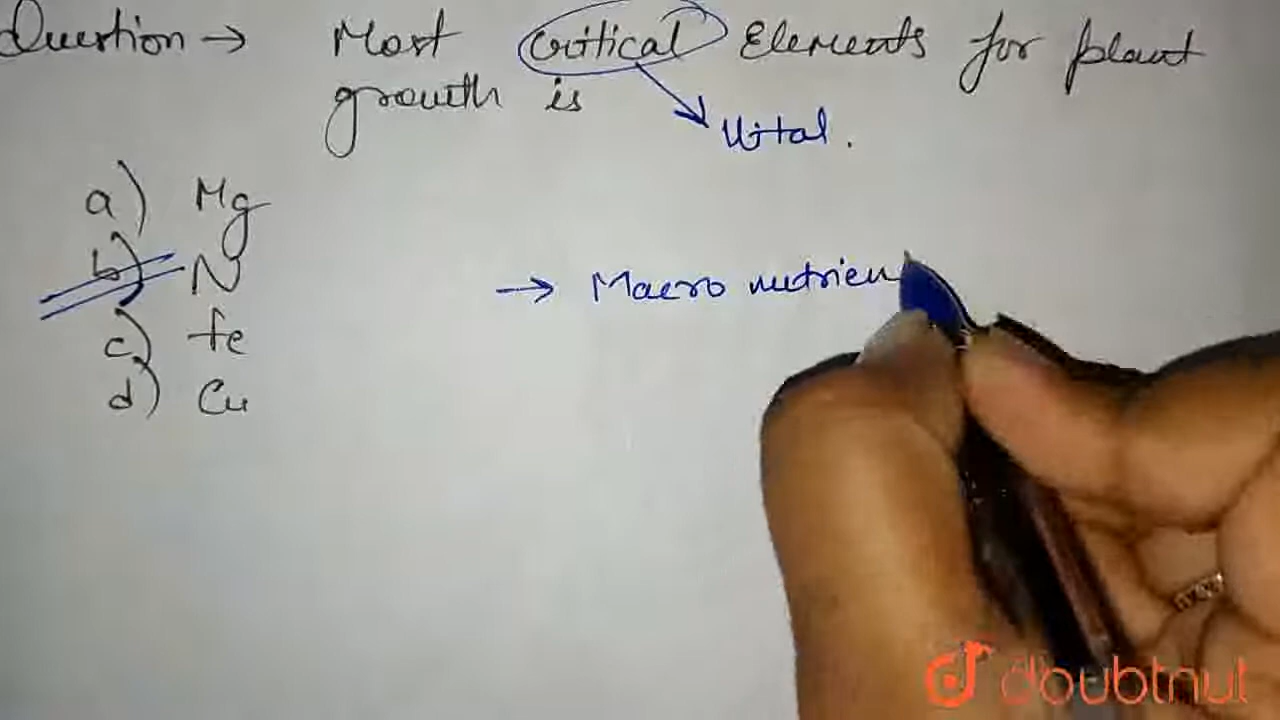 Question → Most Critical Elements for plant
growth is
Vital.
a) Mg
b) N
→ Macro nutrien
c) fe
d) Cu
doubtnut